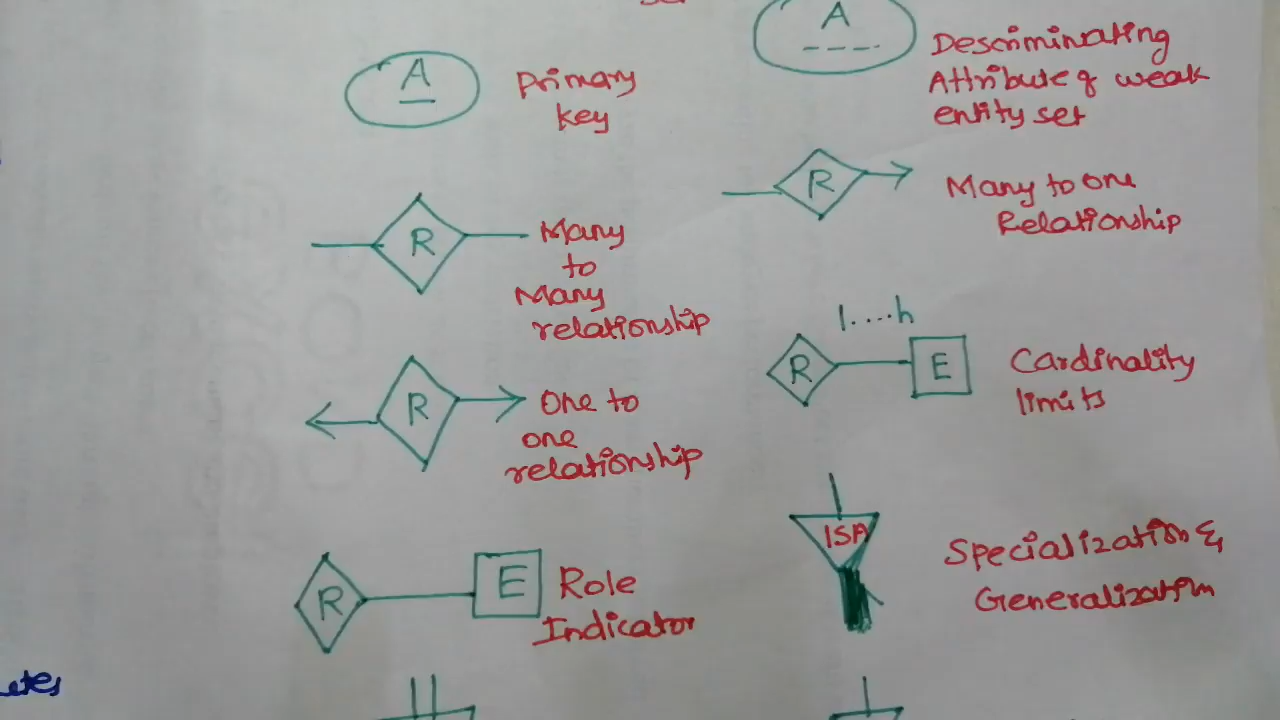 A
Primary
key
A
Descriminating
Attribute of weak
entity set
R
Many
to
Many
relationship
R
Many to one
Relationship
R
One to
one
relationship
R
1....h
E
Cardinality
limits
R
E
Role
Indicator
ISA
Specialization &
Generalization